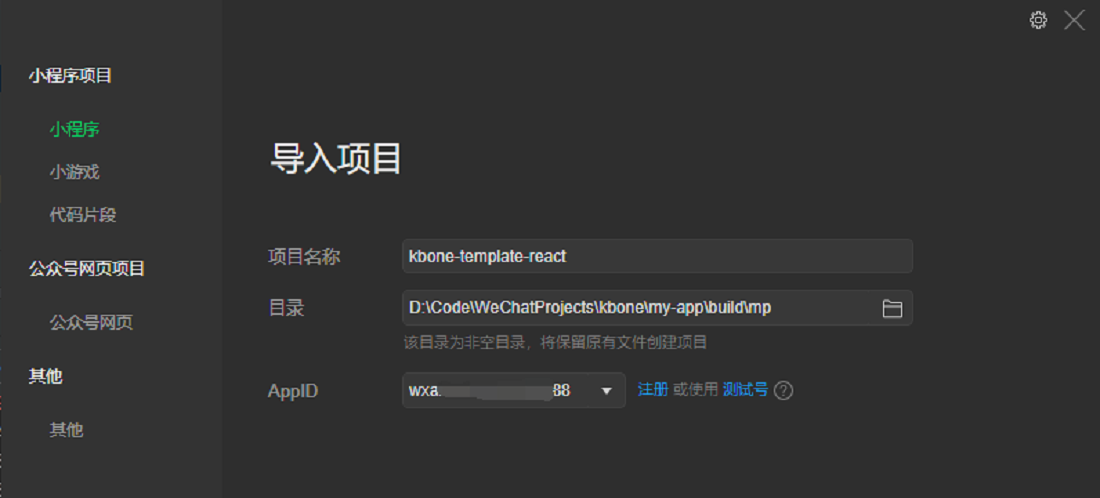 小程序项目
小程序
小游戏
代码片段
公众号网页项目
公众号网页
其他
其他
导入项目
项目名称 kbone-template-react
目录 D:\Code\WeChatProjects\kbone\my-app\build\mp
该目录为非空目录，将保留原有文件创建项目
AppID wxa 88 注册 或使用 测试号 ?